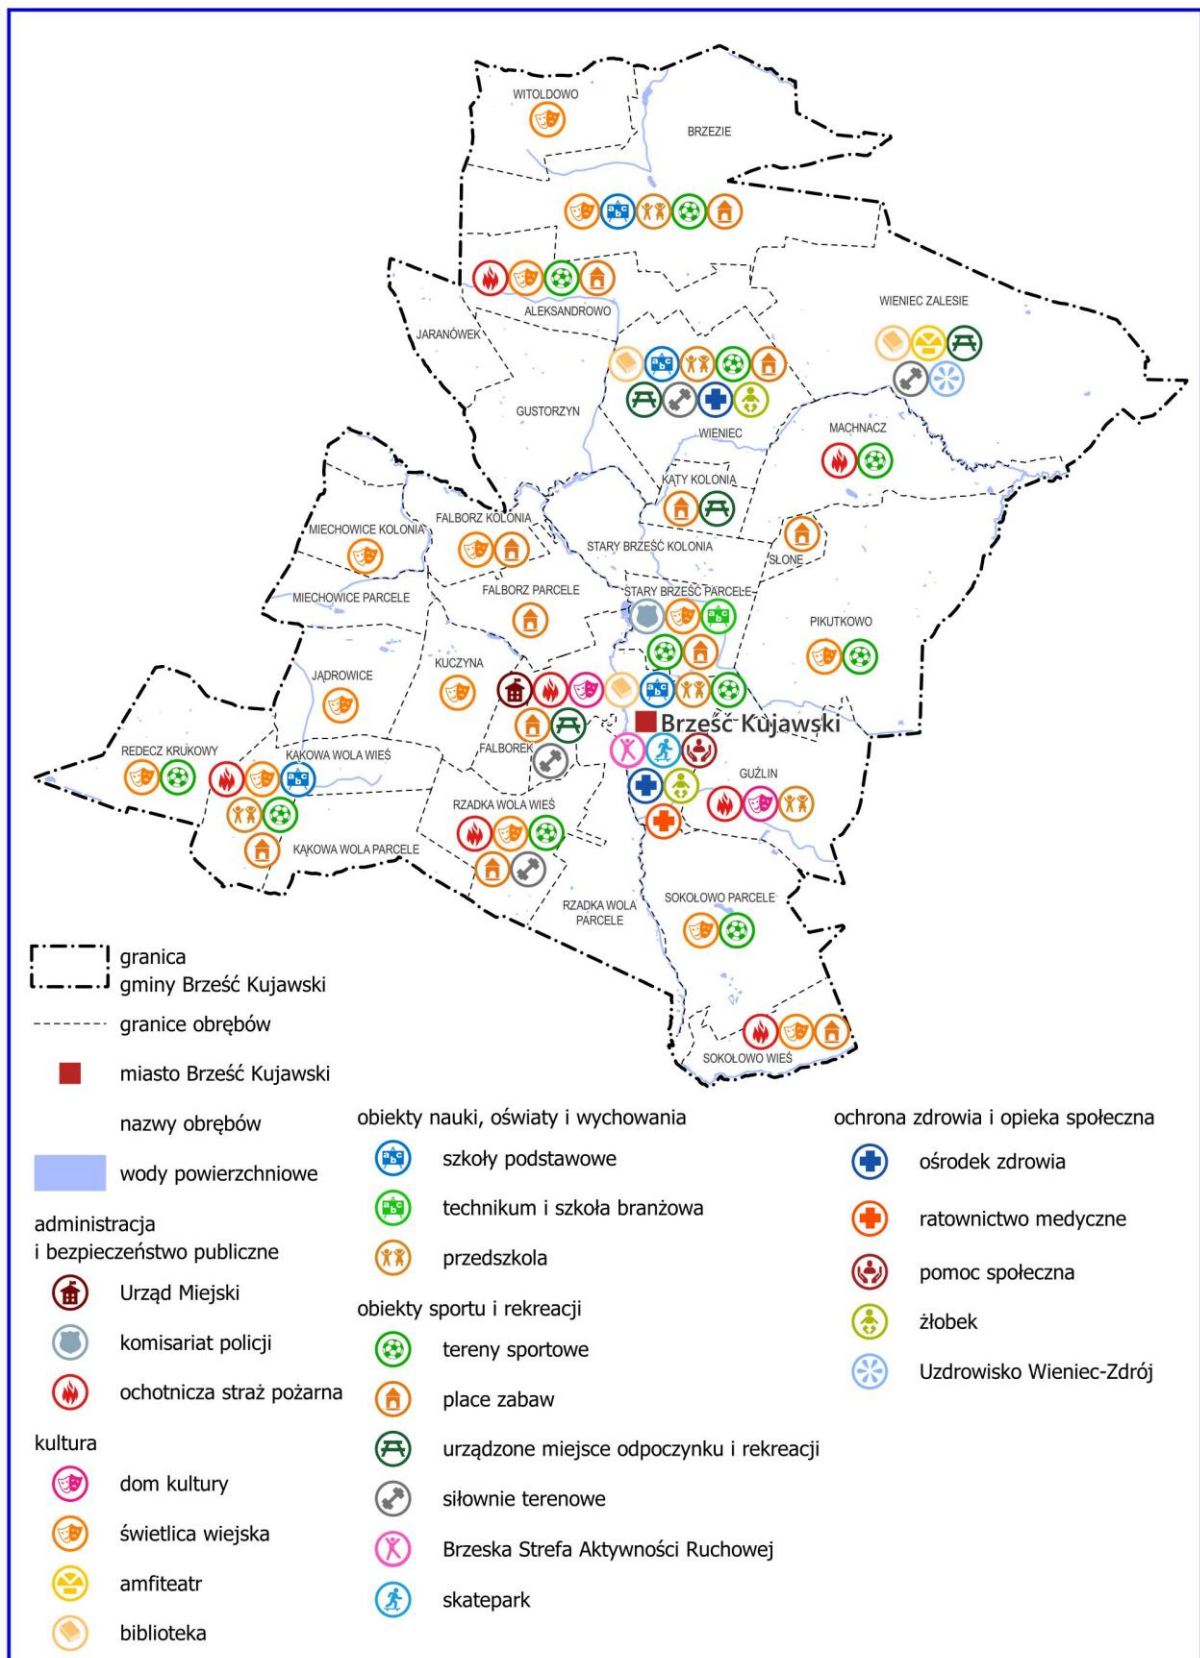 WITOLDOWO
BRZEZIE
WIENIEC ZALESIE
ALEKSANDROWO
JARANÓWEK
GUSTORZYN
WIENIEC
MACHNACZ
KĄTY KOLONIA
FALBORZ KOLONIA
MIECHOWICE KOLONIA
STARY BRZEŚĆ KOLONIA
SŁONE
MIECHOWICE PARCELE
FALBORZ PARCELE
STARY BRZEŚĆ PARCELE
PIKUTKOWO
KUCZYNA
JĄDROWICE
Brześć Kujawski
REDECZ KRUKOWY
KĄKOWA WOLA WIEŚ
FALBOREK
GUŹLIN
RZADKA WOLA WIEŚ
KĄKOWA WOLA PARCELE
SOKOŁOWO PARCELE
RZADKA WOLA
PARCELE
SOKOŁOWO WIEŚ
granica
gminy Brześć Kujawski
granice obrębów
miasto Brześć Kujawski
nazwy obrębów
wody powierzchniowe
administracja
i bezpieczeństwo publiczne
Urząd Miejski
komisariat policji
ochotnicza straż pożarna
kultura
dom kultury
świetlica wiejska
amfiteatr
biblioteka
obiekty nauki, oświaty i wychowania
szkoły podstawowe
technikum i szkoła branżowa
przedszkola
obiekty sportu i rekreacji
tereny sportowe
place zabaw
urządzone miejsce odpoczynku i rekreacji
siłownie terenowe
Brzeska Strefa Aktywności Ruchowej
skatepark
ochrona zdrowia i opieka społeczna
ośrodek zdrowia
ratownictwo medyczne
pomoc społeczna
żłobek
Uzdrowisko Wieniec-Zdrój